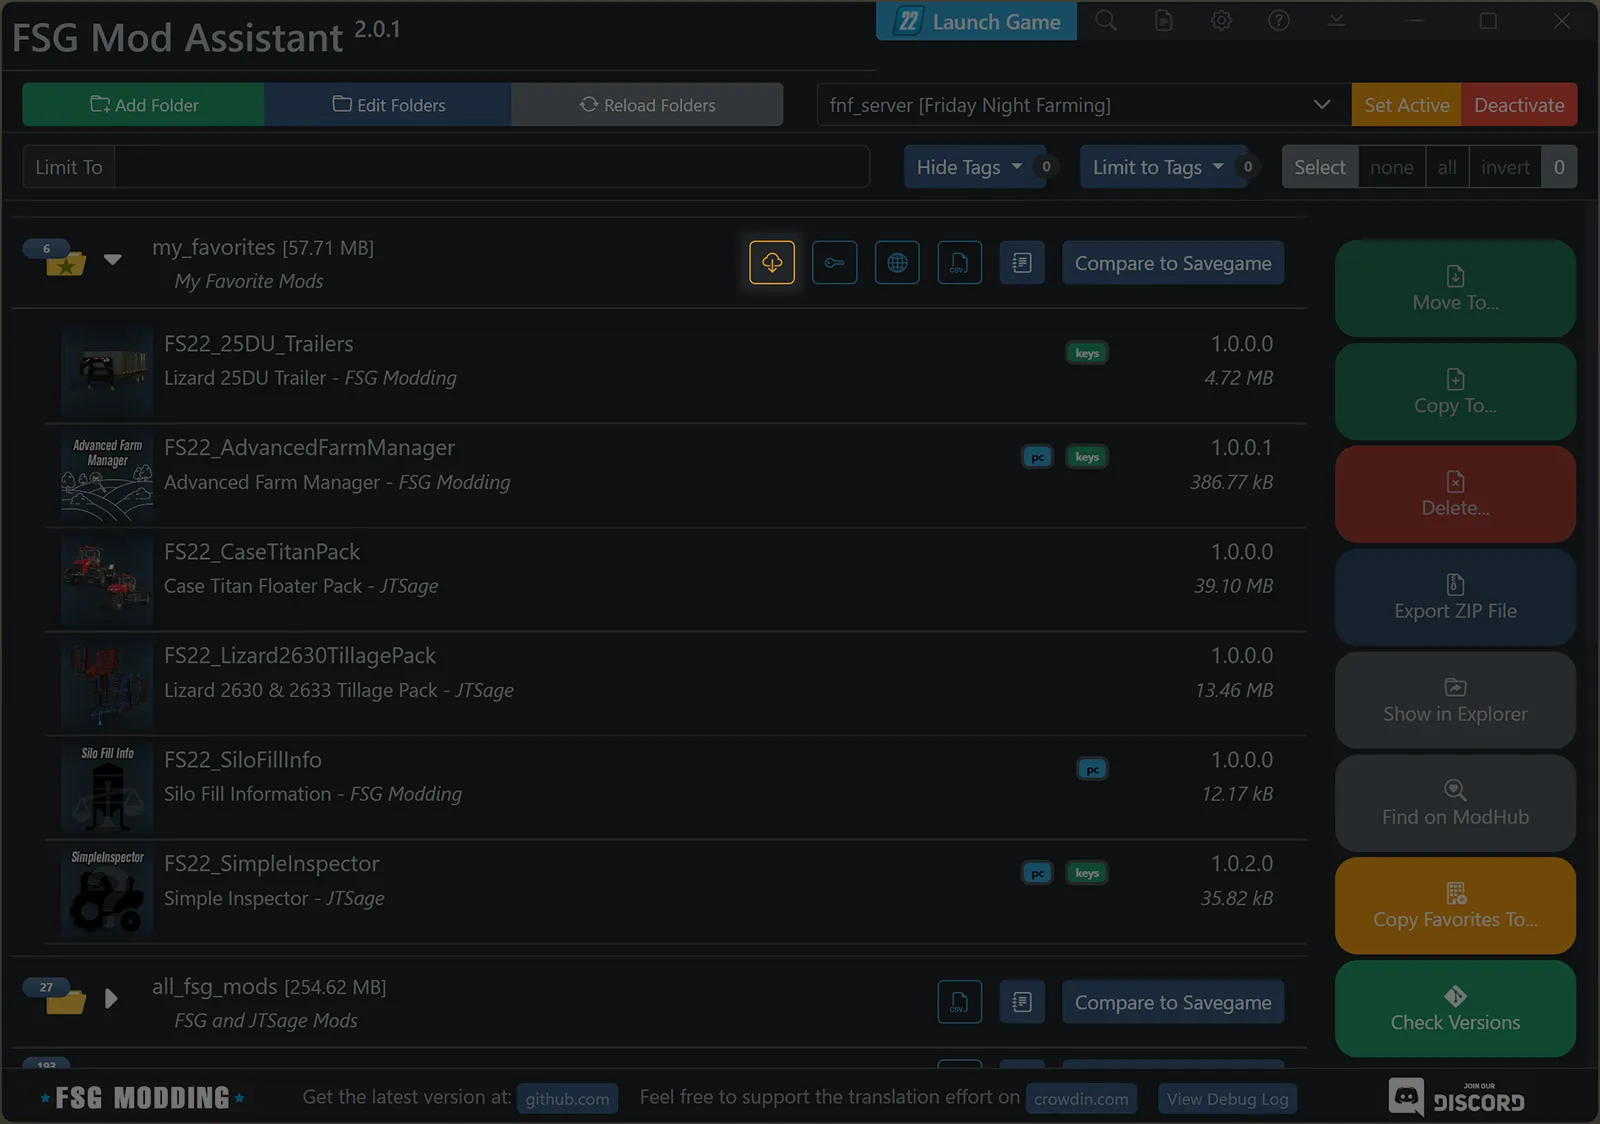 FSG Mod Assistant 2.0.1
22 Launch Game
Add Folder
Edit Folders
Reload Folders
fnf_server [Friday Night Farming]
Set Active
Deactivate
Limit To
Hide Tags 0
Limit to Tags 0
Select none all invert 0
6
my_favorites [57.71 MB]
My Favorite Mods
CSV
Compare to Savegame
FS22_25DU_Trailers
Lizard 25DU Trailer - FSG Modding
keys
1.0.0.0
4.72 MB
Advanced Farm
Manager
FS22_AdvancedFarmManager
Advanced Farm Manager - FSG Modding
pc keys
1.0.0.1
386.77 kB
FS22_CaseTitanPack
Case Titan Floater Pack - JTSage
1.0.0.0
39.10 MB
FS22_Lizard2630TillagePack
Lizard 2630 & 2633 Tillage Pack - JTSage
1.0.0.0
13.46 MB
Silo Fill Info
FS22_SiloFillInfo
Silo Fill Information - FSG Modding
pc
1.0.0.0
12.17 kB
SimpleInspector
FS22_SimpleInspector
Simple Inspector - JTSage
pc keys
1.0.2.0
35.82 kB
27
all_fsg_mods [254.62 MB]
FSG and JTSage Mods
CSV
Compare to Savegame
193
Move To...
Copy To...
Delete...
Export ZIP File
Show in Explorer
Find on ModHub
Copy Favorites To...
Check Versions
FSG MODDING
Get the latest version at: github.com
Feel free to support the translation effort on crowdin.com
View Debug Log
JOIN OUR
DISCORD